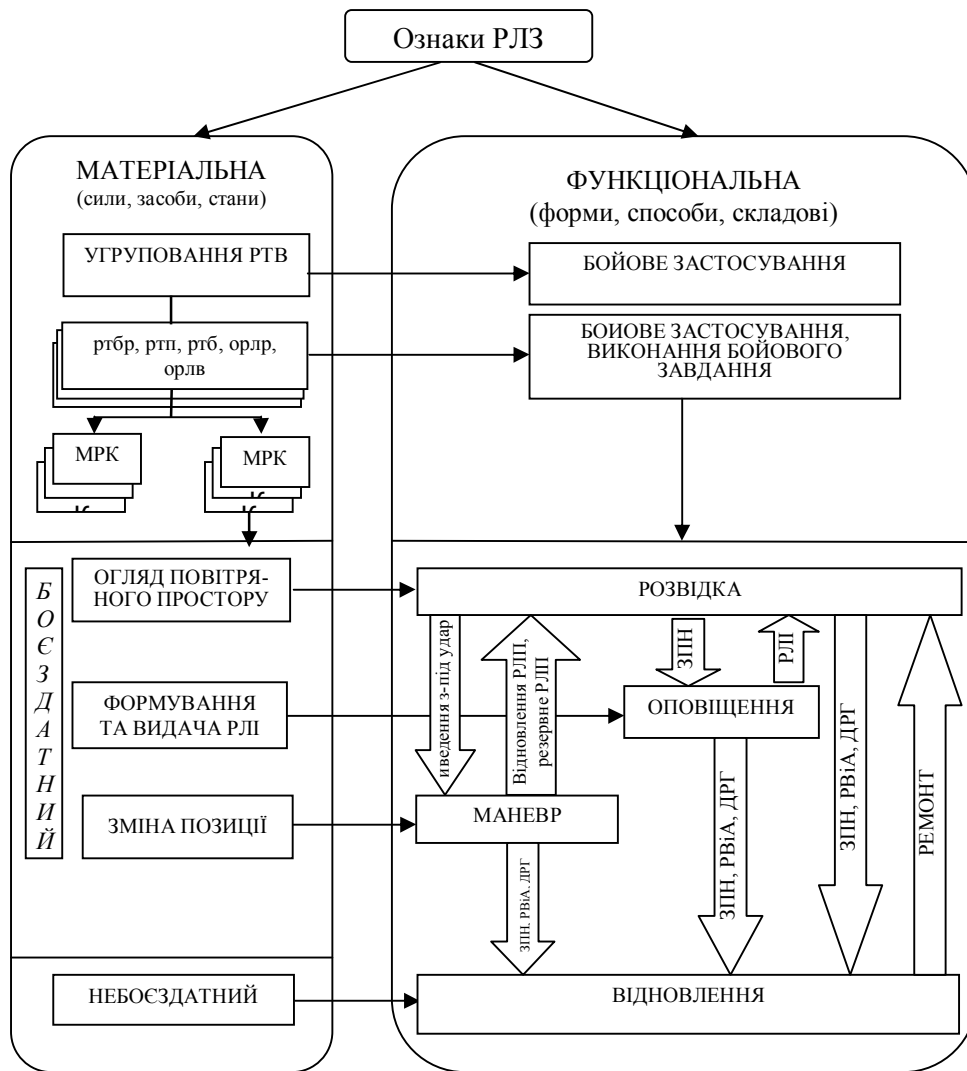 Ознаки РЛЗ
МАТЕРІАЛЬНА
(сили, засоби, стани)
УГРУПОВАННЯ РТВ
ртбр, ртп, ртб, орлр,
орлв
МРК
МРК
ФУНКЦІОНАЛЬНА
(форми, способи, складові)
БОЙОВЕ ЗАСТОСУВАННЯ
БОИОВЕ ЗАСТОСУВАННЯ,
ВИКОНАННЯ БОЙОВОГО
ЗАВДАННЯ
БОЄЗДАТНИЙ
ОГЛЯД ПОВІТРЯ-
НОГО ПРОСТОРУ
ФОРМУВАННЯ
ТА ВИДАЧА РЛІ
ЗМІНА ПОЗИЦІЇ
НЕБОЄЗДАТНИЙ
РОЗВІДКА
иведення з-під удар
Відновлення РЛП,
резервне РЛП
ЗПН
РЛІ
ОПОВІЩЕННЯ
МАНЕВР
ЗПН, РВіА, ДРГ
ЗПН, РВіА, ДРГ
ЗПН, РВіА, ДРГ
РЕМОНТ
ВІДНОВЛЕННЯ